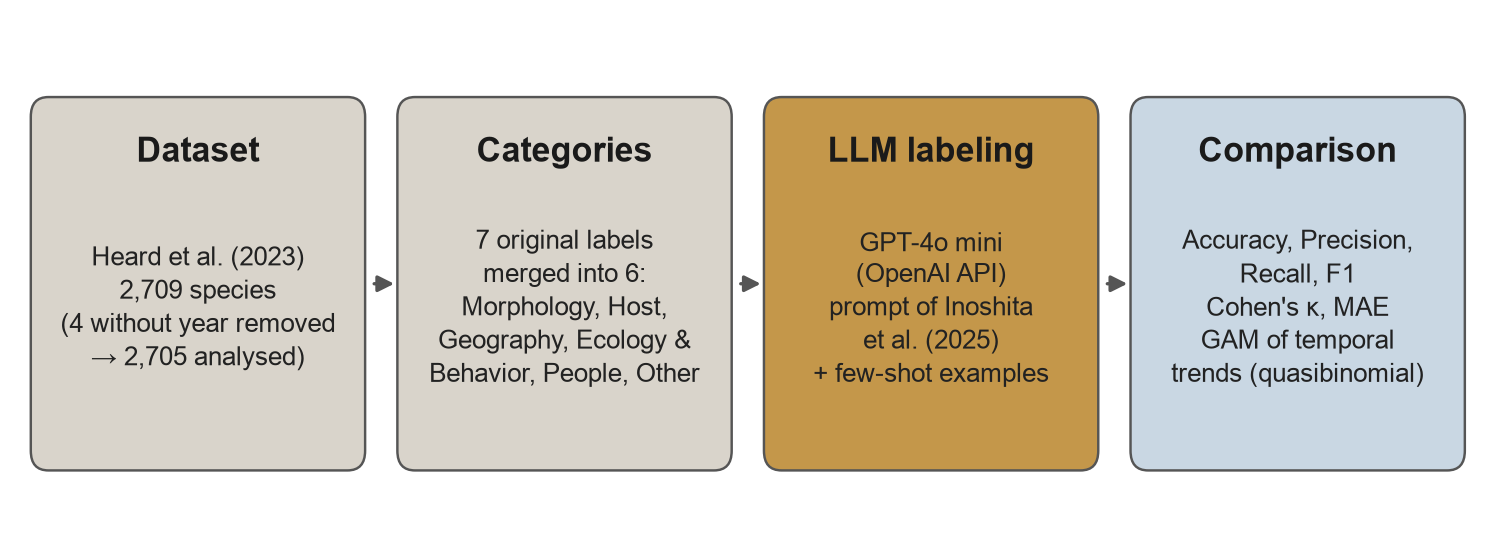 Dataset
Heard et al. (2023)
2,709 species
(4 without year removed
→ 2,705 analysed)
Categories
7 original labels
merged into 6:
Morphology, Host,
Geography, Ecology &
Behavior, People, Other
LLM labeling
GPT-4o mini
(OpenAI API)
prompt of Inoshita
et al. (2025)
+ few-shot examples
Comparison
Accuracy, Precision,
Recall, F1
Cohen's κ, MAE
GAM of temporal
trends (quasibinomial)